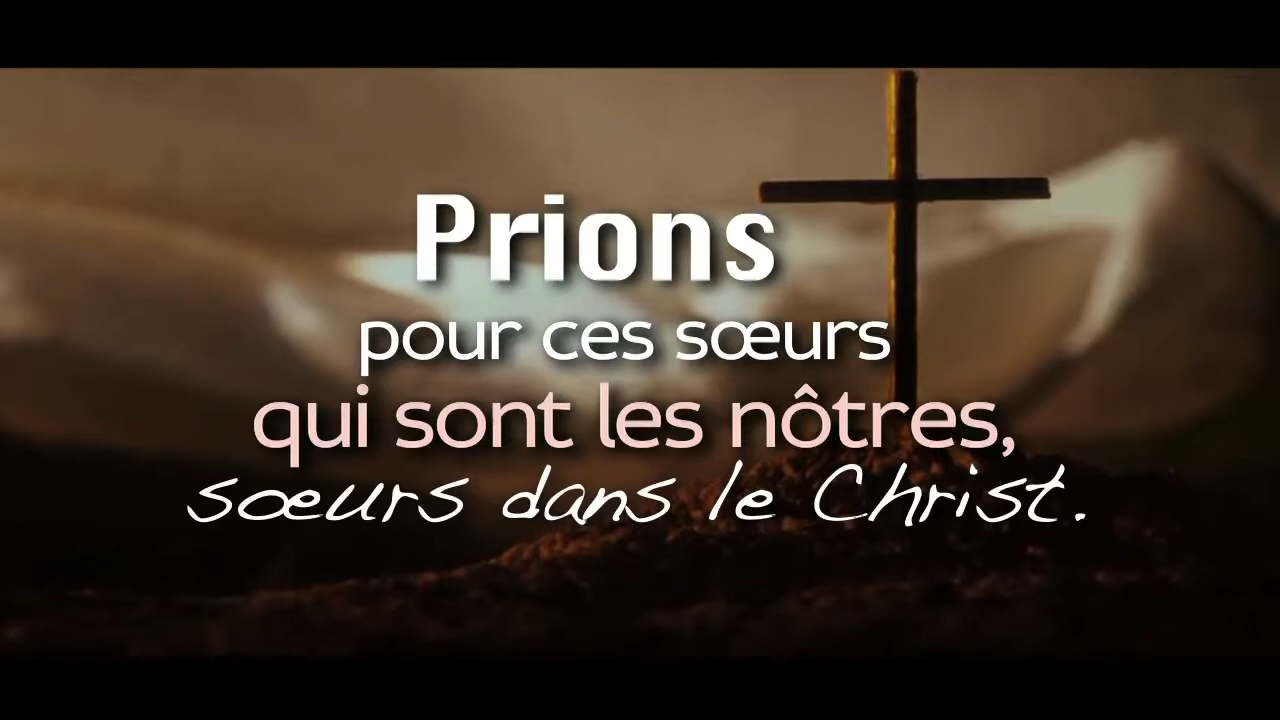 Prions
pour ces sœurs
qui sont les nôtres,
sœurs dans le Christ.